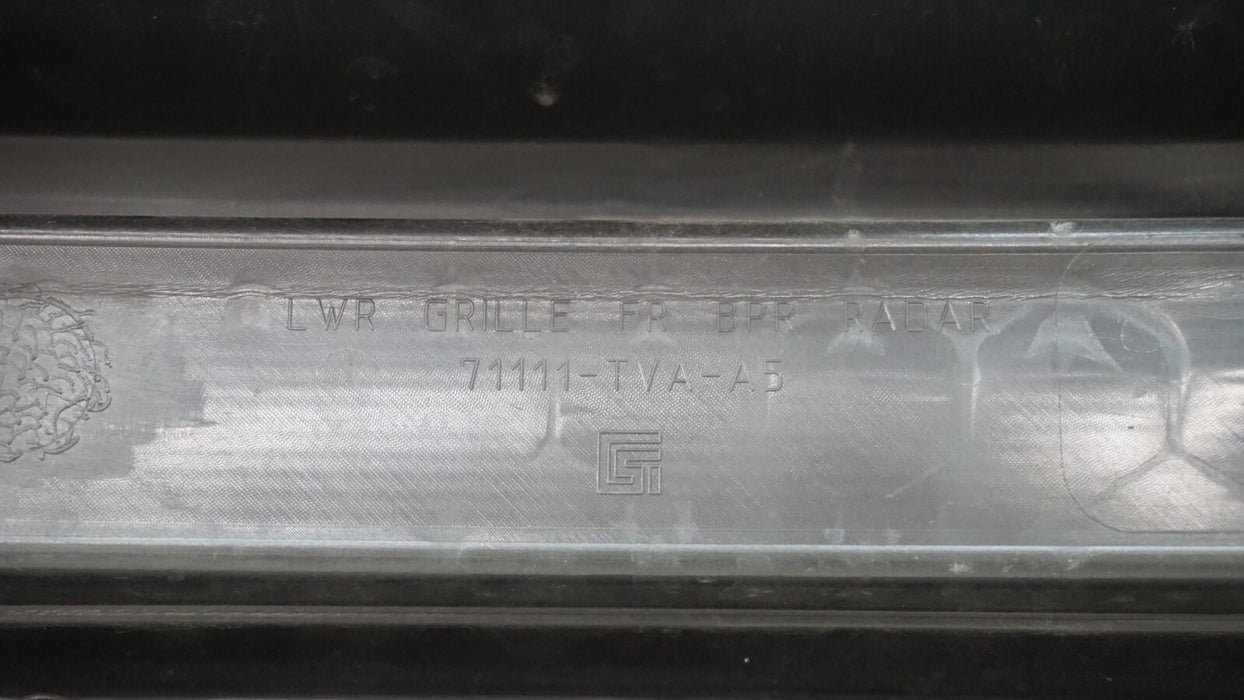 LWR GRILLE FR BPR RADAR
71111-TVA-A5